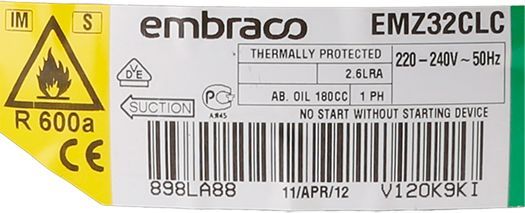 IM S
embraco EMZ32CLC
THERMALLY PROTECTED
220-240V ~ 50Hz
2.6LRA
AB. OIL 180CC 1 PH
VDE
SUCTION
R 600a
NO START WITHOUT STARTING DEVICE
CE
898LA88 11/APR/12 V120K9KI